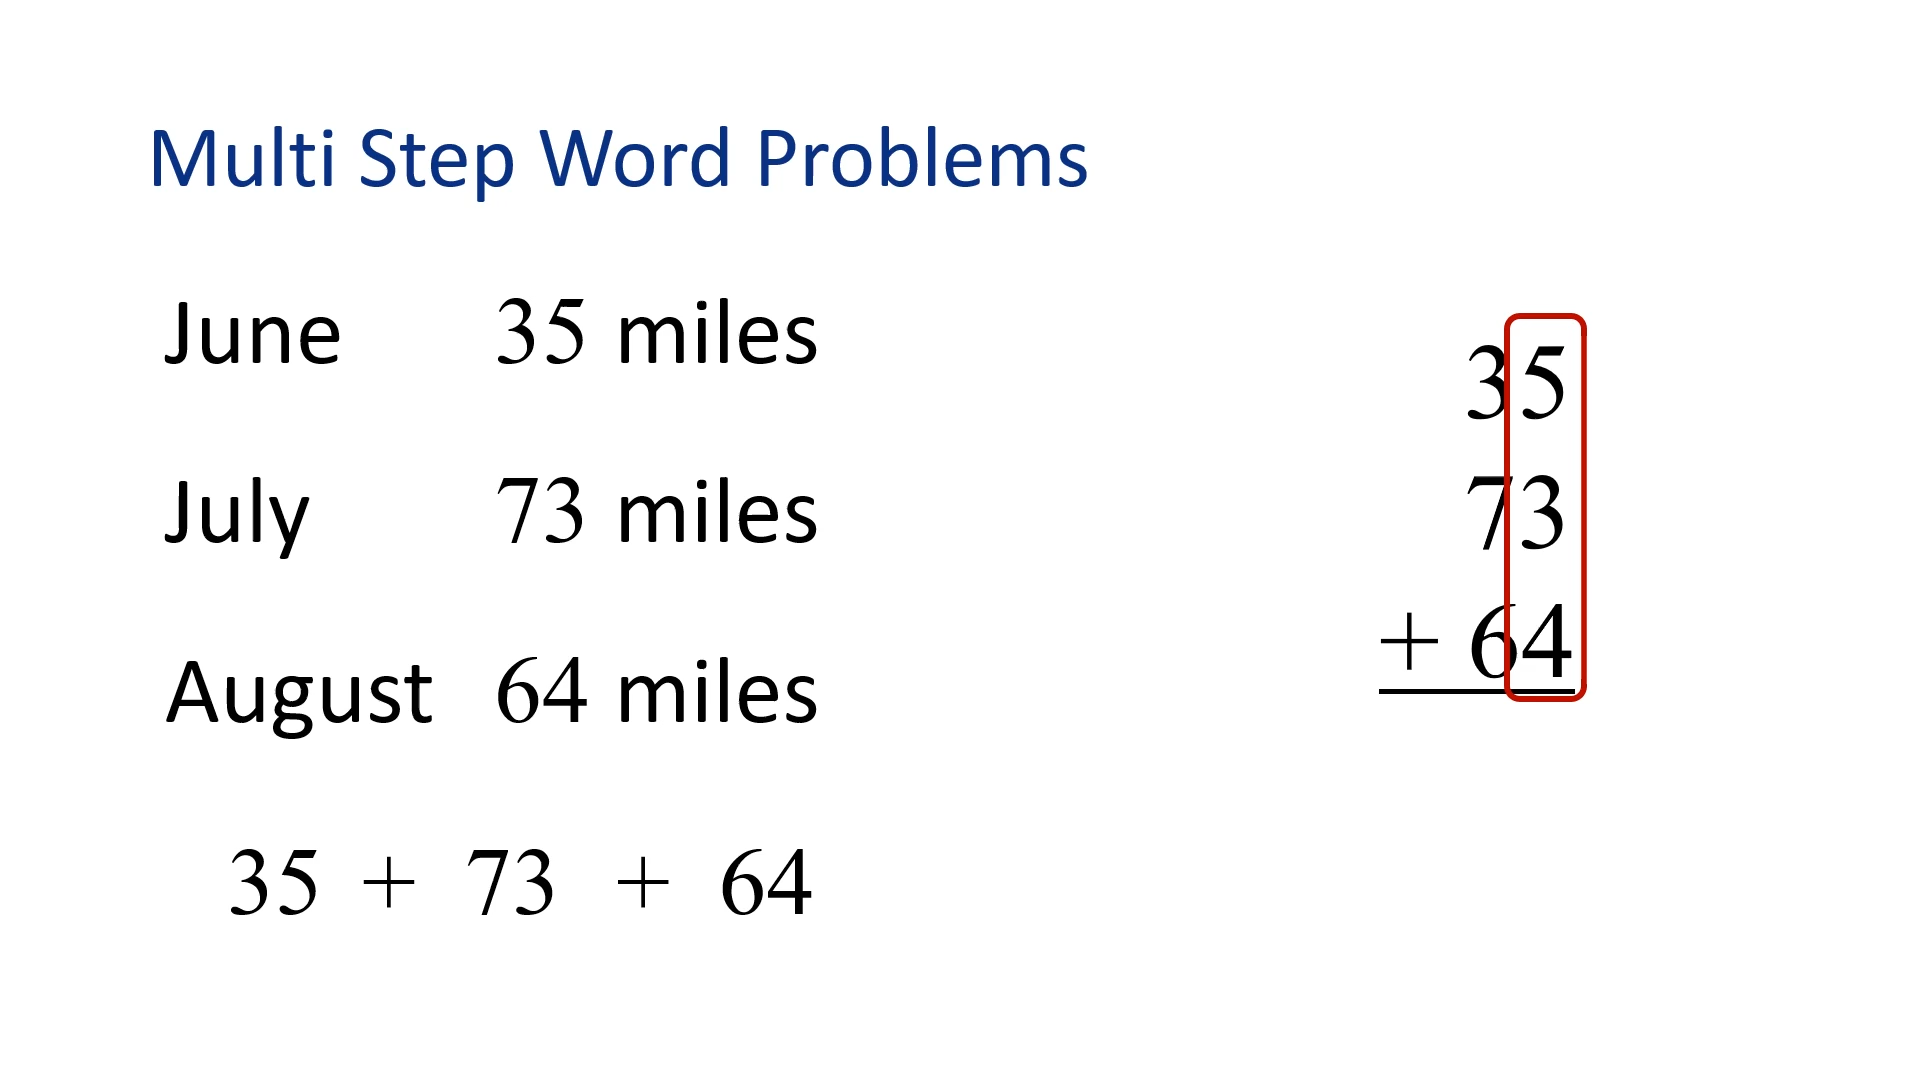 Multi Step Word Problems
June 35 miles
July 73 miles
August 64 miles
35 + 73 + 64
35
73
+ 64